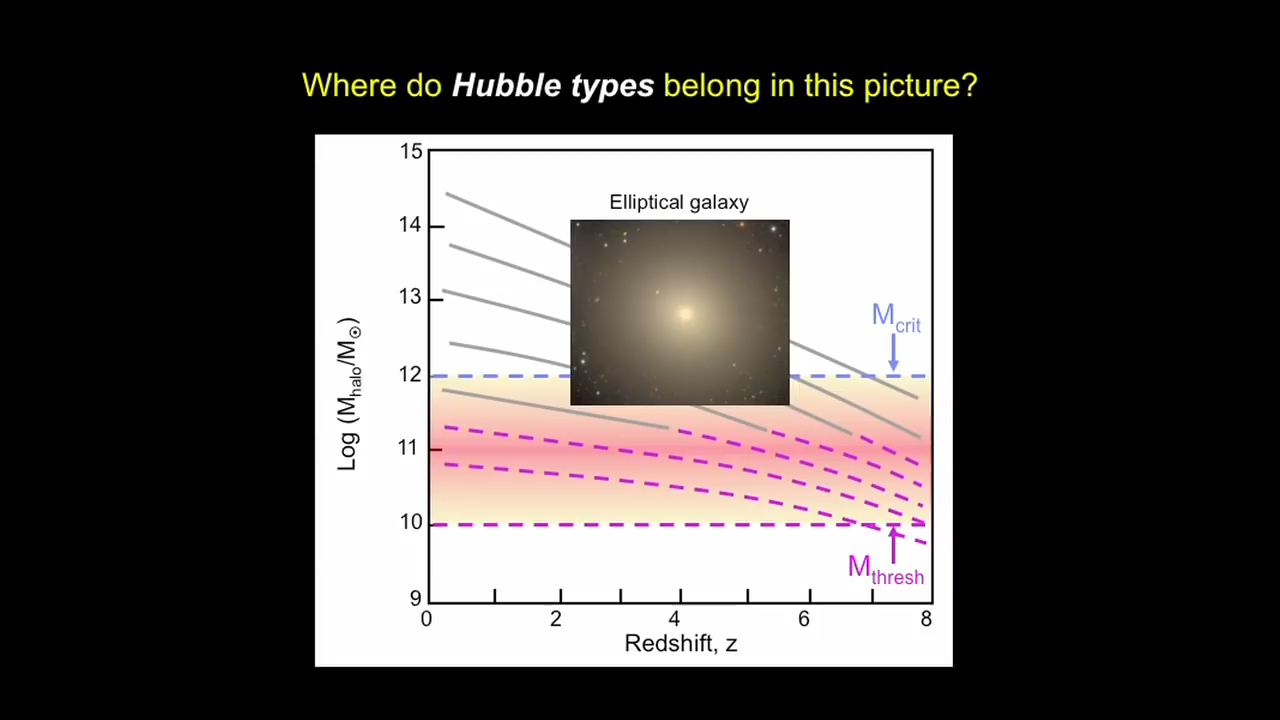 Where do Hubble types belong in this picture?
15
14
13
12
11
10
9
Log (Mhalo/M☉)
Elliptical galaxy
Mcrit
Mthresh
0 2 4 6 8
Redshift, z